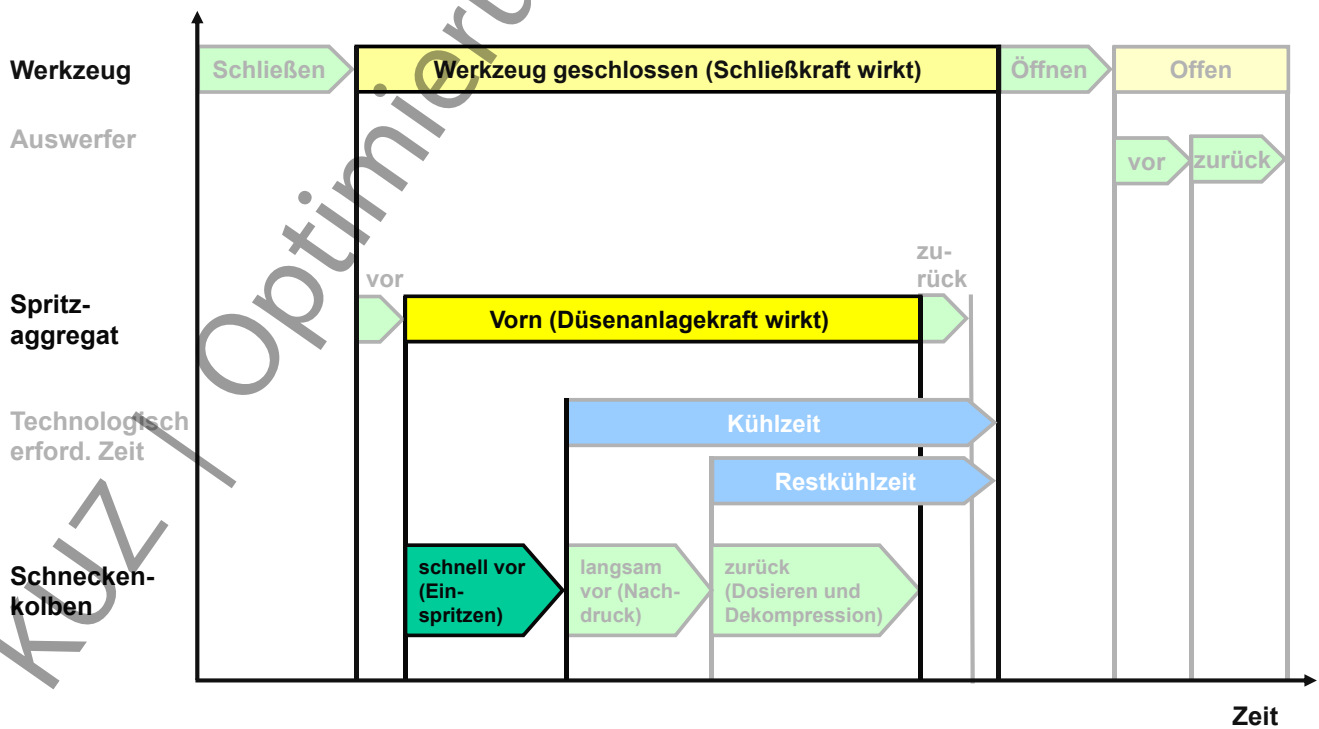 Werkzeug
Schließen
Werkzeug geschlossen (Schließkraft wirkt)
Öffnen
Offen
Auswerfer
vor
zurück
Spritz-
aggregat
vor
Vorn (Düsenanlagekraft wirkt)
zu-
rück
Technologisch
erford. Zeit
Kühlzeit
Restkühlzeit
Schnecken-
kolben
schnell vor
(Ein-
spritzen)
langsam
vor (Nach-
druck)
zurück
(Dosieren und
Dekompression)
Zeit
kuz | Optimieru